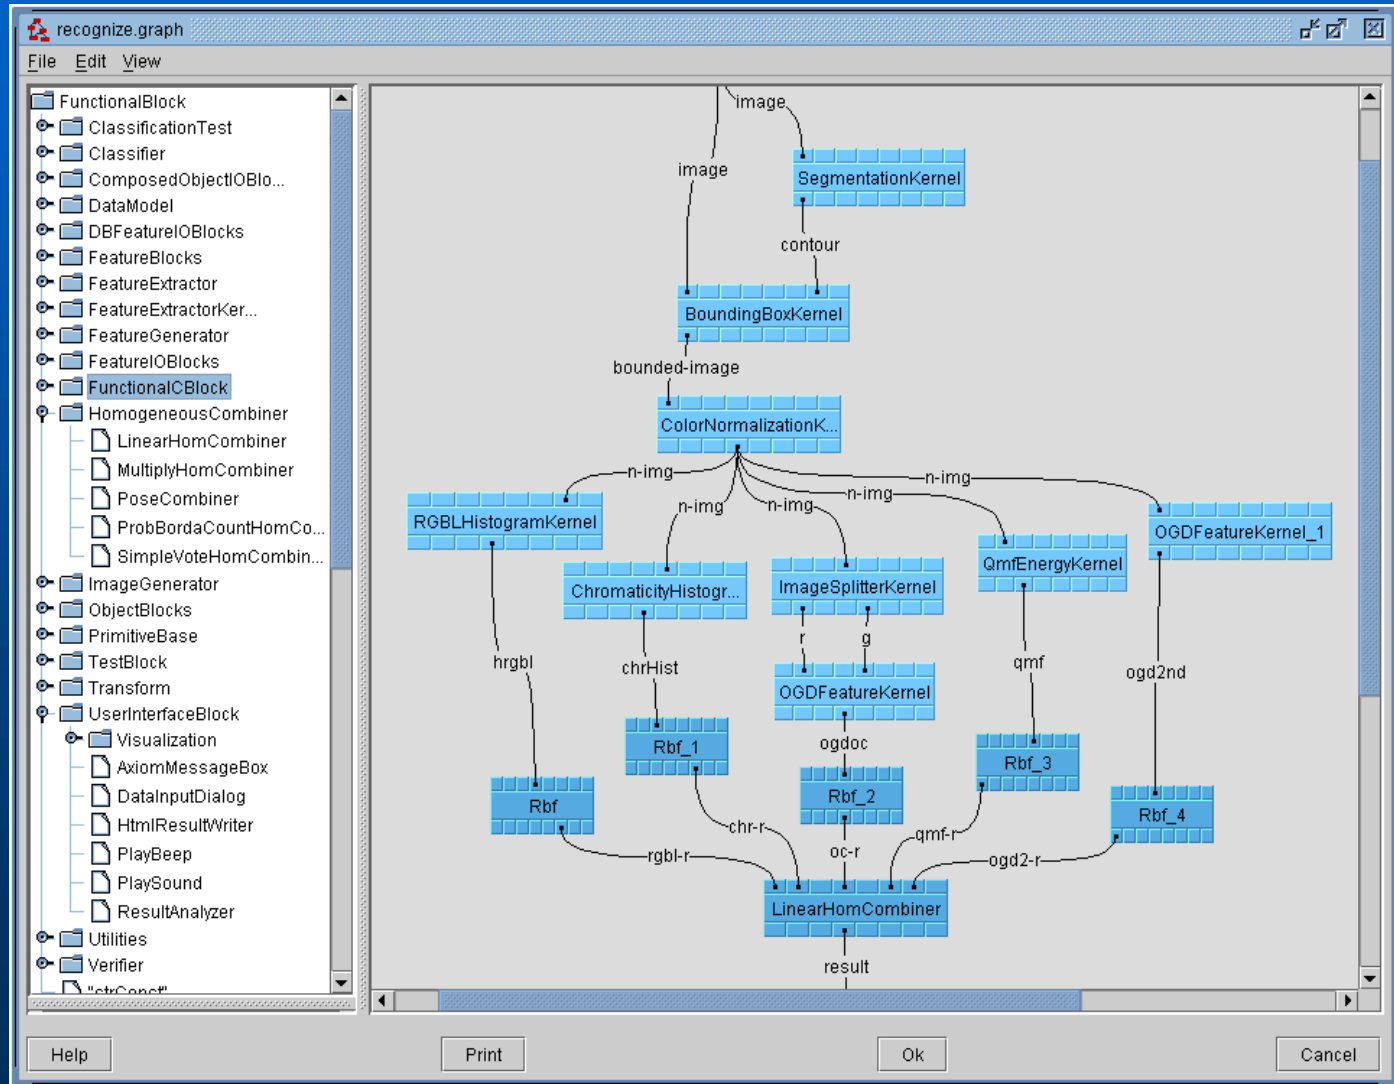 recognize.graph
File Edit View
FunctionalBlock
ClassificationTest
Classifier
ComposedObjectIOBlo...
DataModel
DBFeatureIOBlocks
FeatureBlocks
FeatureExtractor
FeatureExtractorKer...
FeatureGenerator
FeatureIOBlocks
FunctionalCBlock
HomogeneousCombiner
LinearHomCombiner
MultiplyHomCombiner
PoseCombiner
ProbBordaCountHomCo...
SimpleVoteHomCombin...
ImageGenerator
ObjectBlocks
PrimitiveBase
TestBlock
Transform
UserInterfaceBlock
Visualization
AxiomMessageBox
DataInputDialog
HtmlResultWriter
PlayBeep
PlaySound
ResultAnalyzer
Utilities
Verifier
"strConst"
image
image
SegmentationKernel
contour
BoundingBoxKernel
bounded-image
ColorNormalizationK...
n-img
n-img
n-img
n-img
n-img
RGBLHistogramKernel
ChromaticityHistogr...
ImageSplitterKernel
QmfEnergyKernel
OGDFeatureKernel_1
hrgbl
chrHist
r
g
qmf
ogd2nd
OGDFeatureKernel
ogdoc
Rbf
Rbf_1
Rbf_2
Rbf_3
Rbf_4
rgbl-r
chr-r
oc-r
qmf-r
ogd2-r
LinearHomCombiner
result
Help
Print
Ok
Cancel